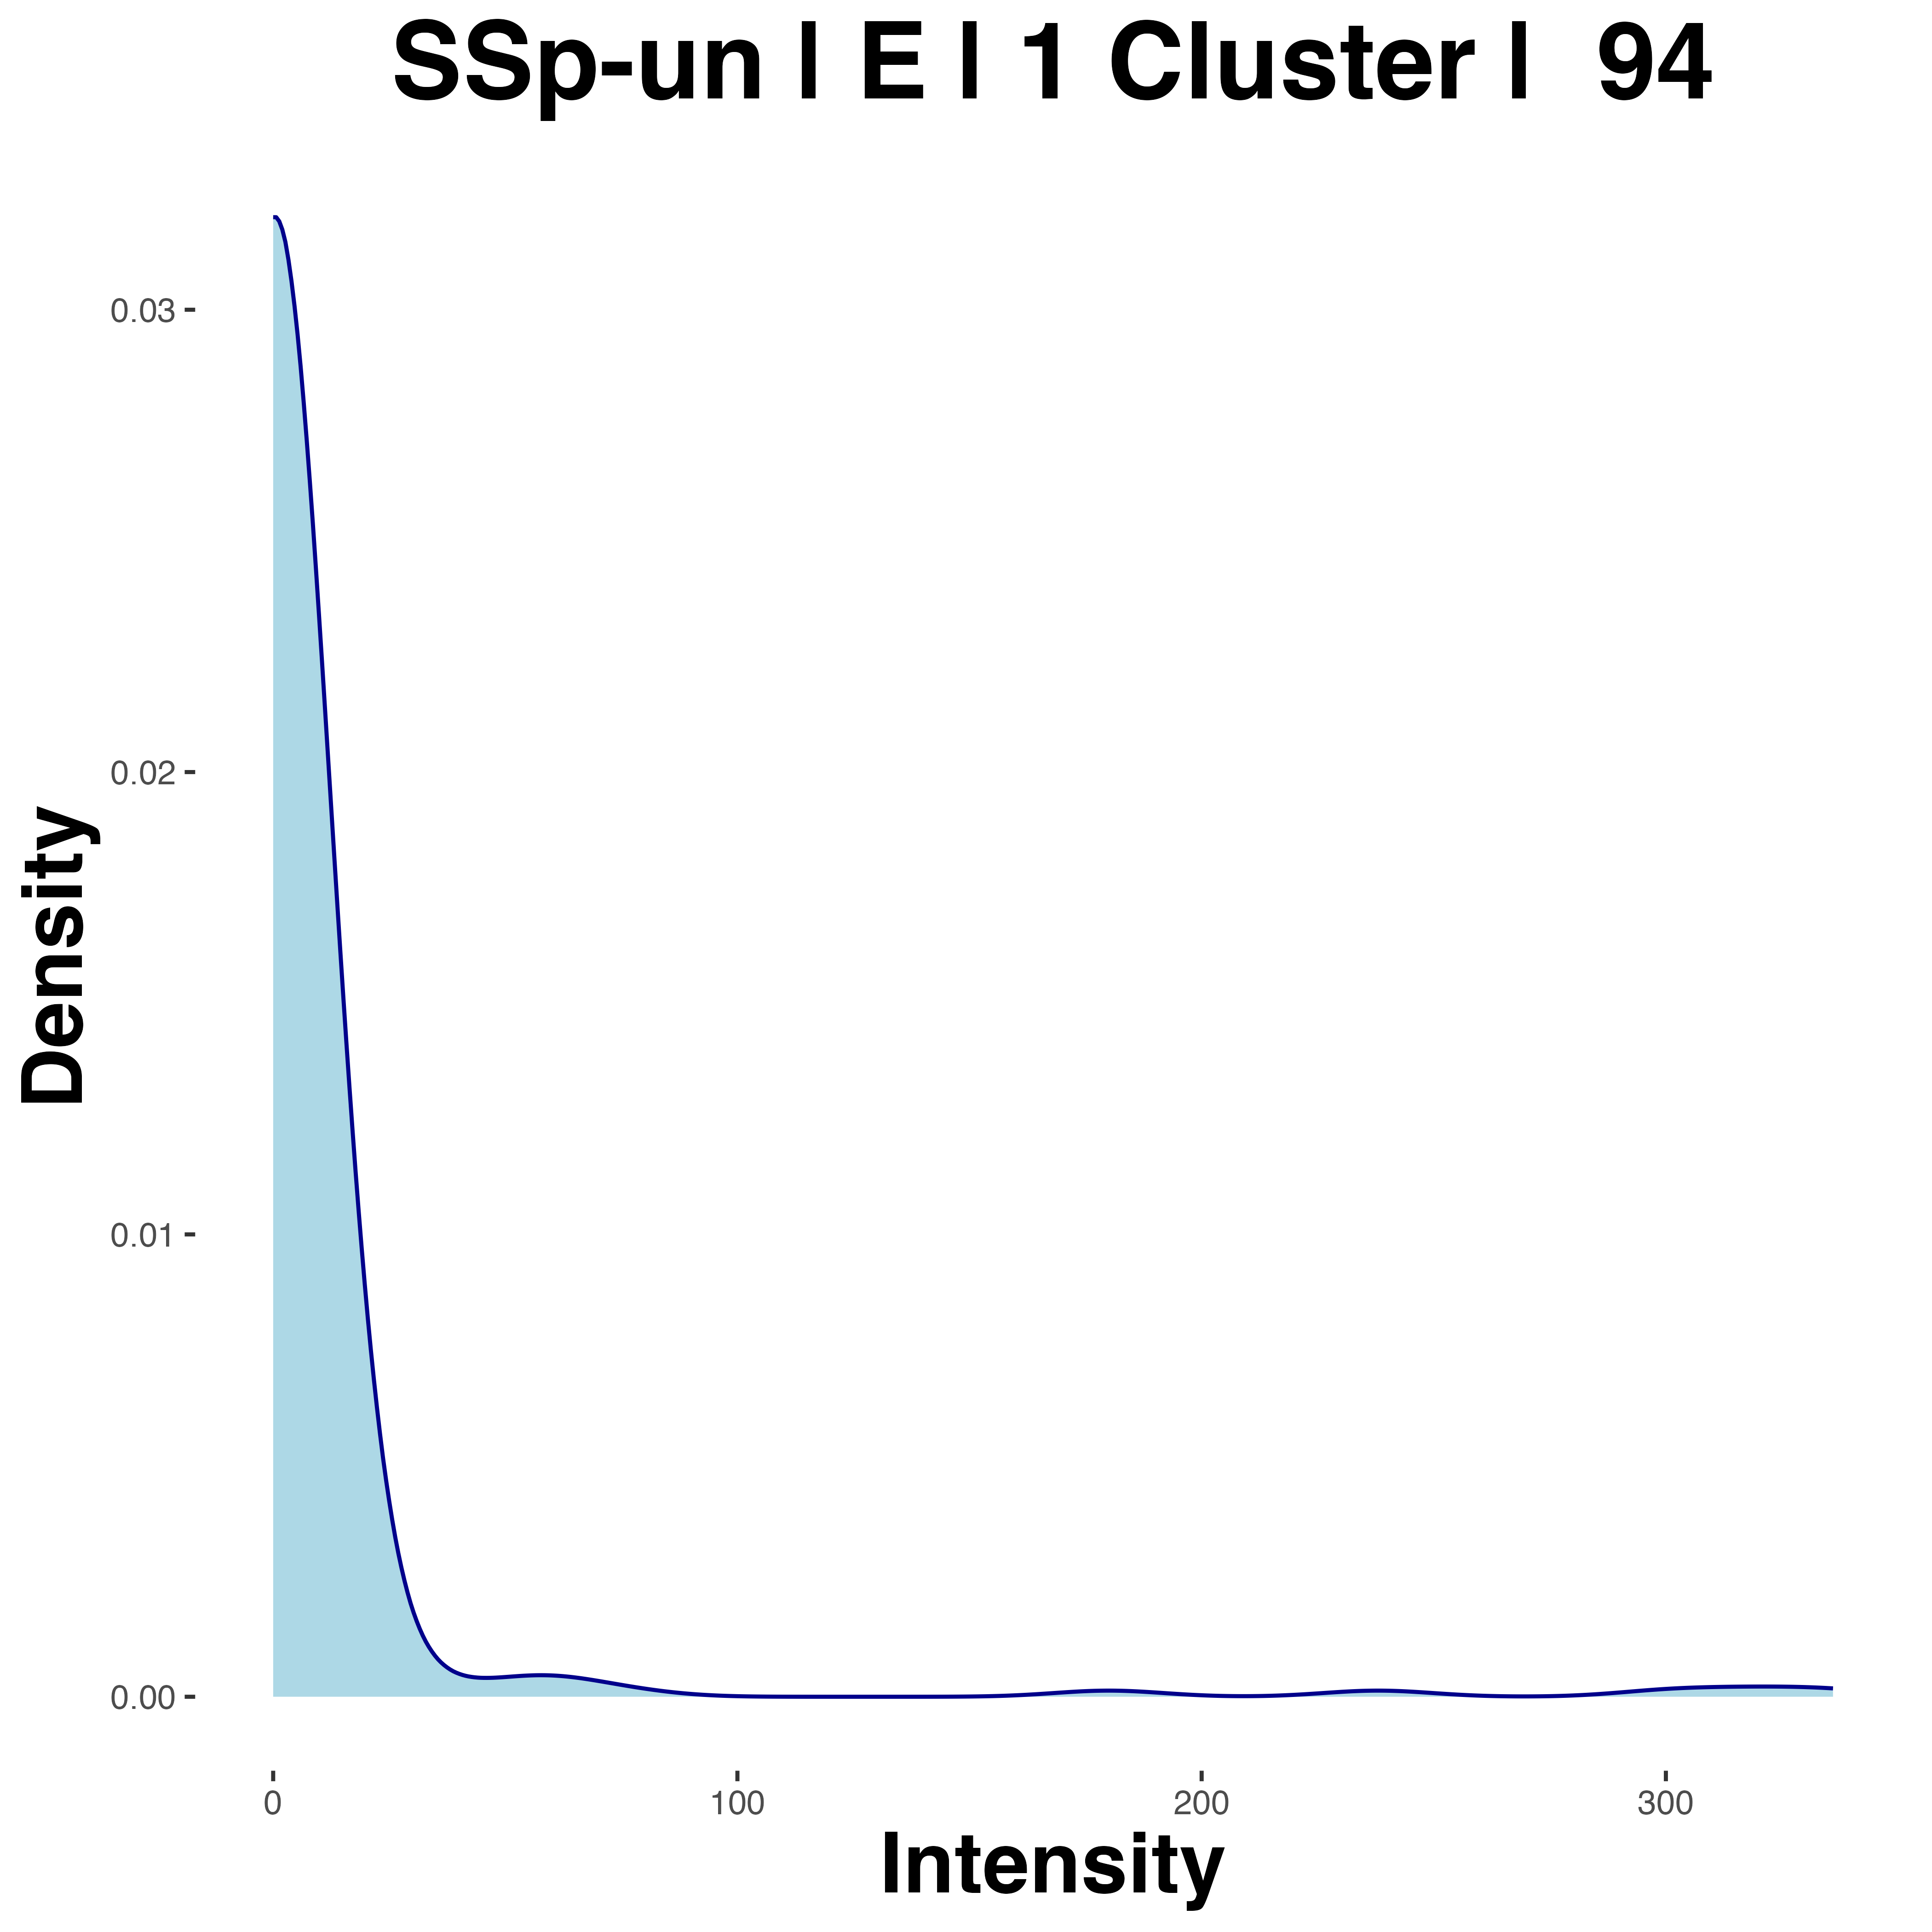 SSp-un | E | 1 Cluster | 94
0.03
0.02
0.01
0.00
Density
0 100 200 300
Intensity